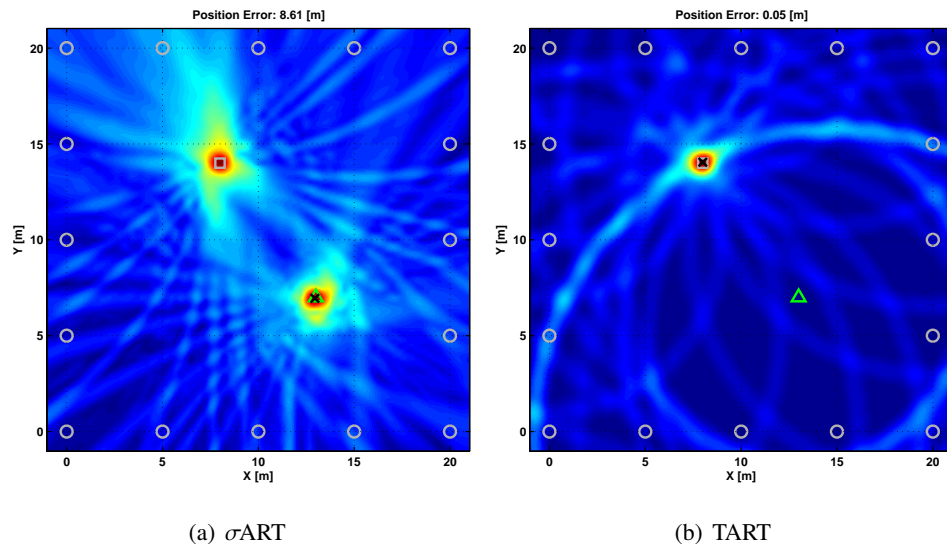 Position Error: 8.61 [m]
20
15
10
5
0
Y [m]
0 5 10 15 20
X [m]
(a) σART
Position Error: 0.05 [m]
20
15
10
5
0
Y [m]
0 5 10 15 20
X [m]
(b) TART